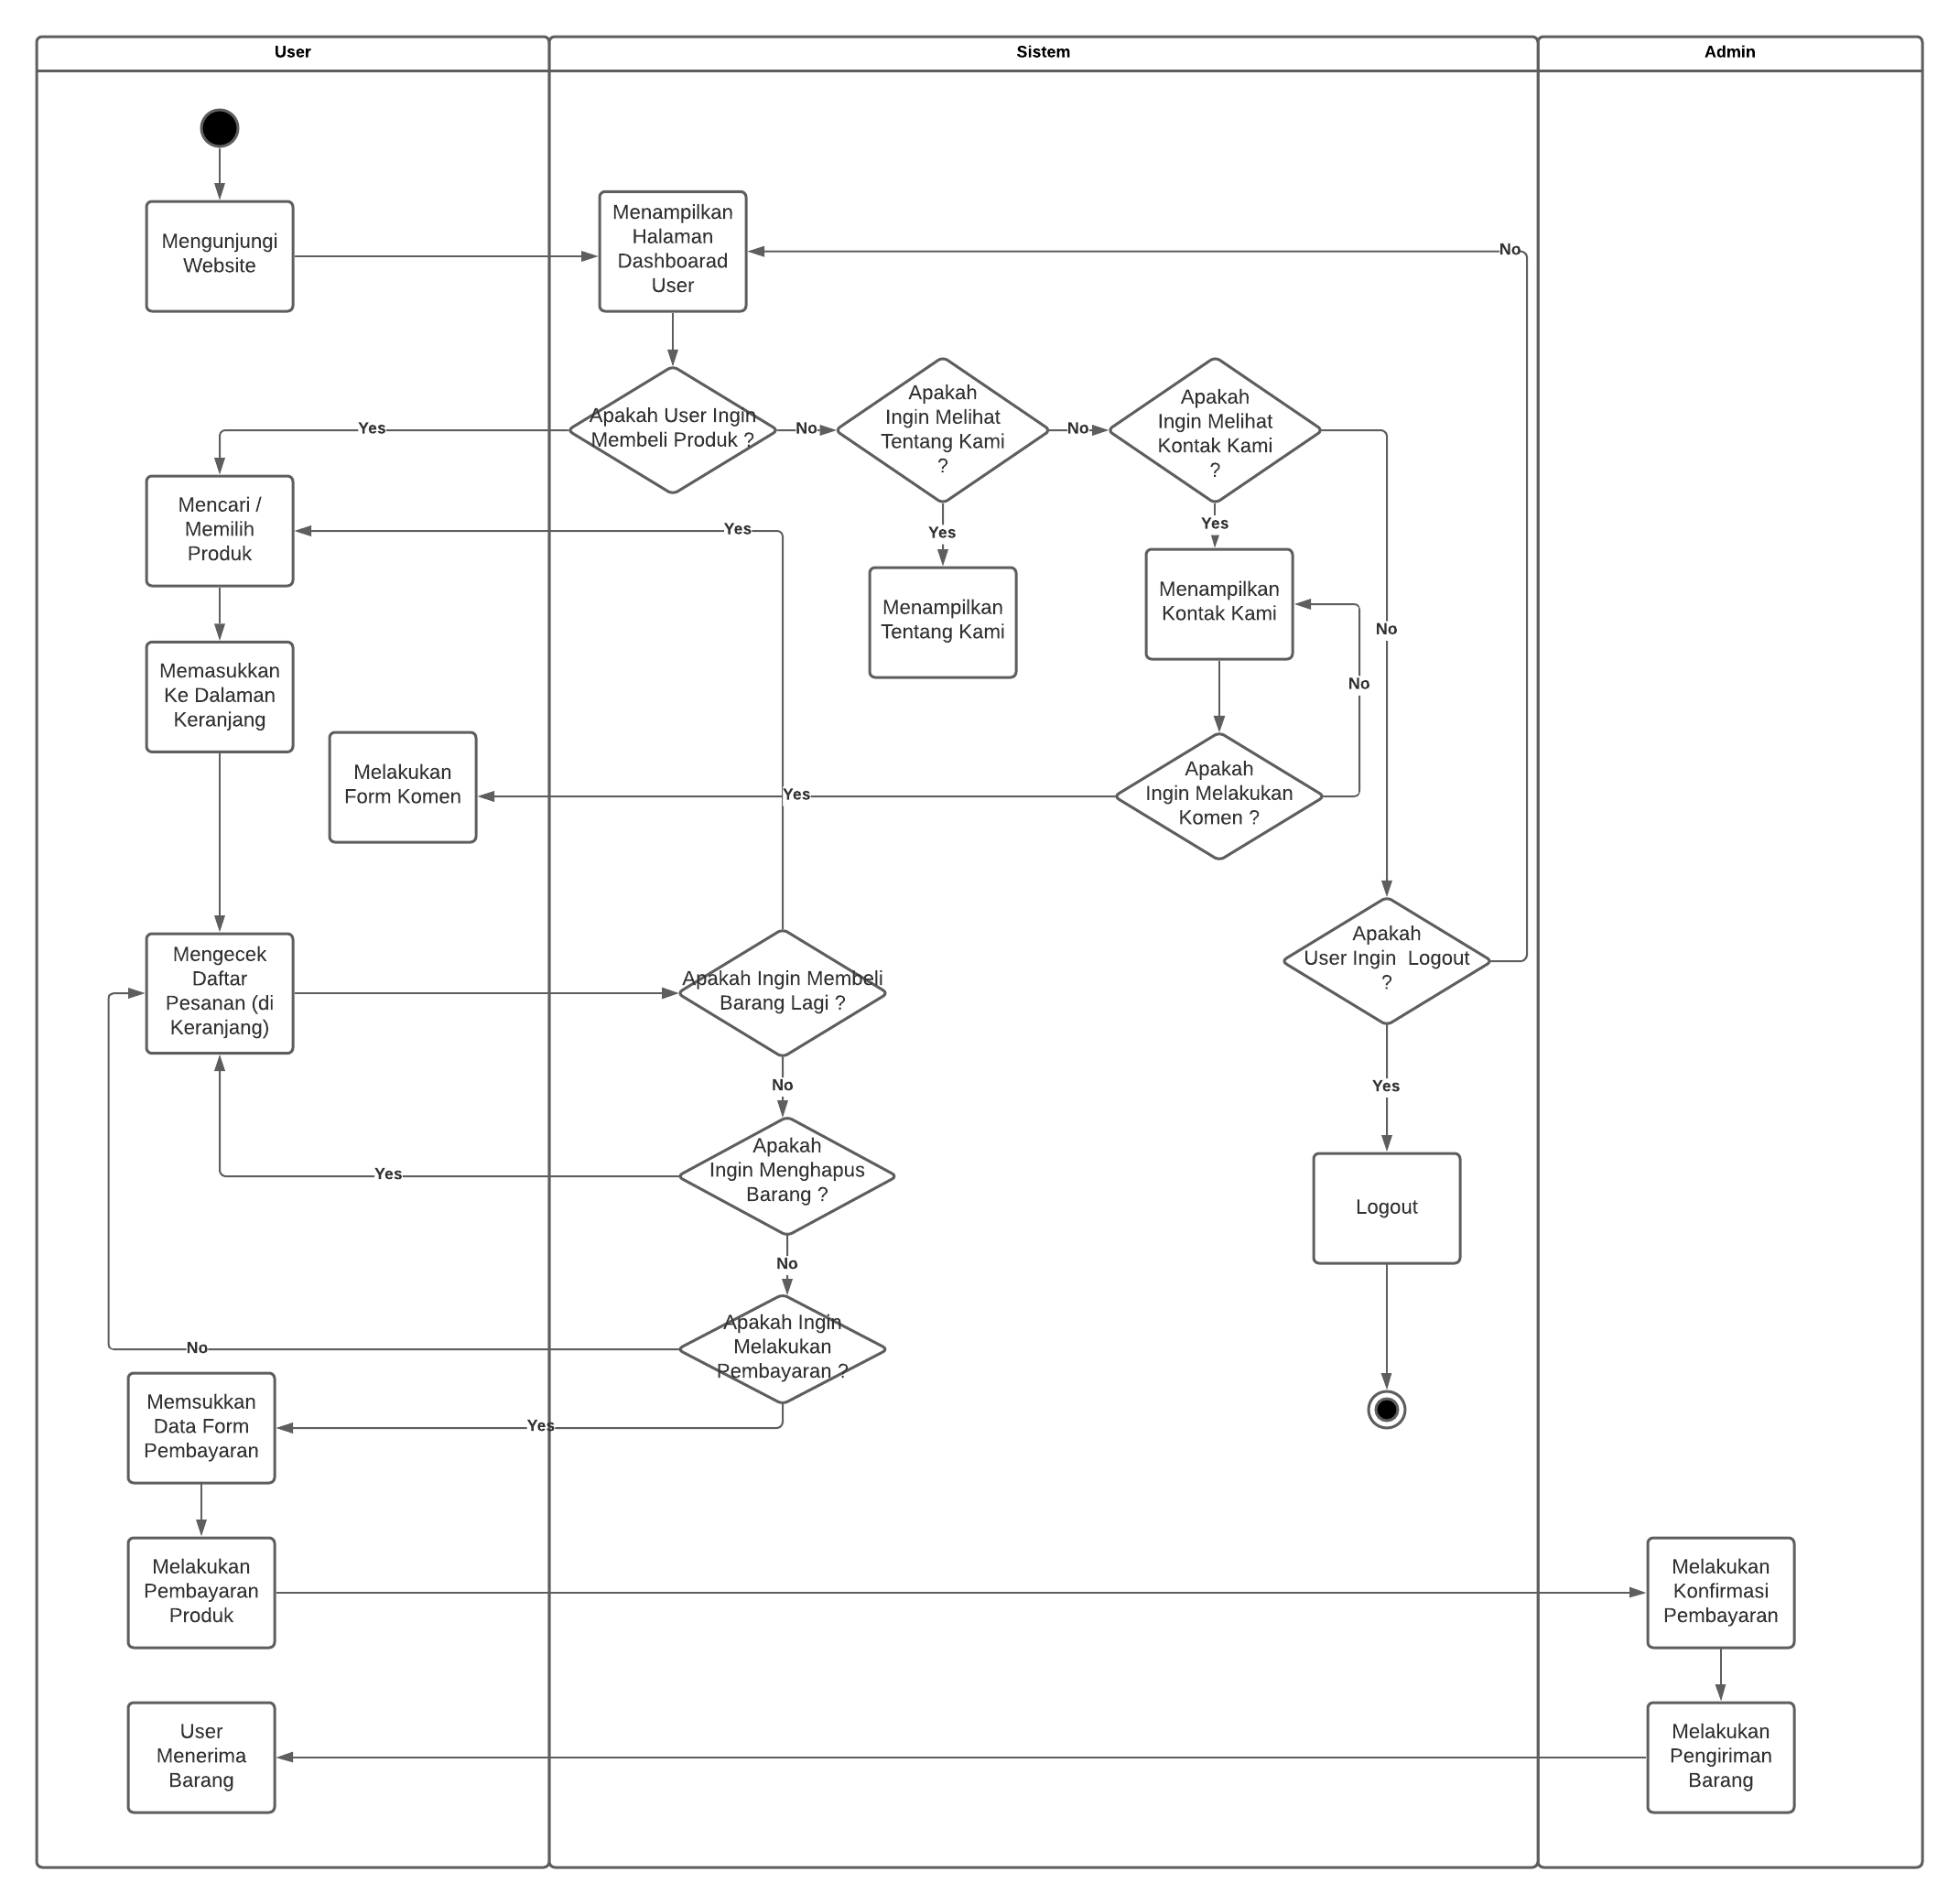 User
Sistem
Admin
Mengunjungi
Website
Menampilkan
Halaman
Dashboarad
User
No
Apakah User Ingin
Membeli Produk ?
Yes
No
Apakah
Ingin Melihat
Tentang Kami
?
No
Apakah
Ingin Melihat
Kontak Kami
?
Mencari /
Memilih
Produk
Yes
Yes
Yes
Menampilkan
Tentang Kami
Menampilkan
Kontak Kami
No
No
Memasukkan
Ke Dalaman
Keranjang
Melakukan
Form Komen
Yes
Apakah
Ingin Melakukan
Komen ?
Mengecek
Daftar
Pesanan (di
Keranjang)
Apakah Ingin Membeli
Barang Lagi ?
Apakah
User Ingin  Logout
?
No
Yes
Apakah
Ingin Menghapus
Barang ?
Yes
Logout
No
Apakah Ingin
Melakukan
Pembayaran ?
No
Memsukkan
Data Form
Pembayaran
Yes
Melakukan
Pembayaran
Produk
Melakukan
Konfirmasi
Pembayaran
User
Menerima
Barang
Melakukan
Pengiriman
Barang